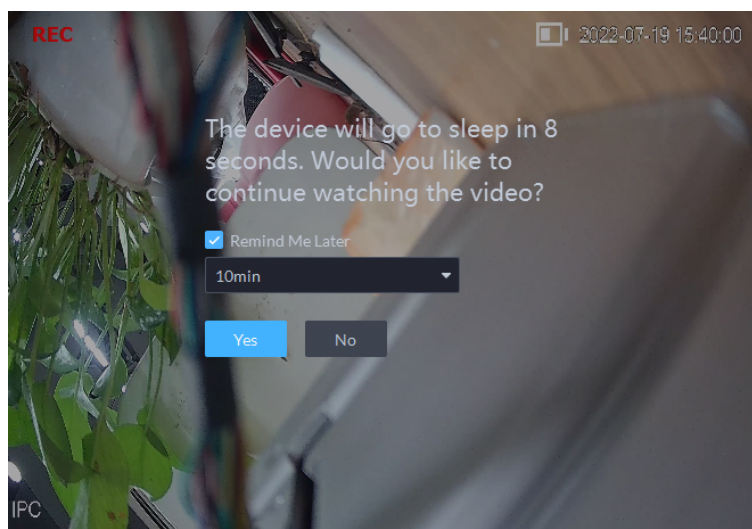 REC
2022-07-19 15:40:00
The device will go to sleep in 8
seconds. Would you like to
continue watching the video?
Remind Me Later
10min
Yes
No
IPC